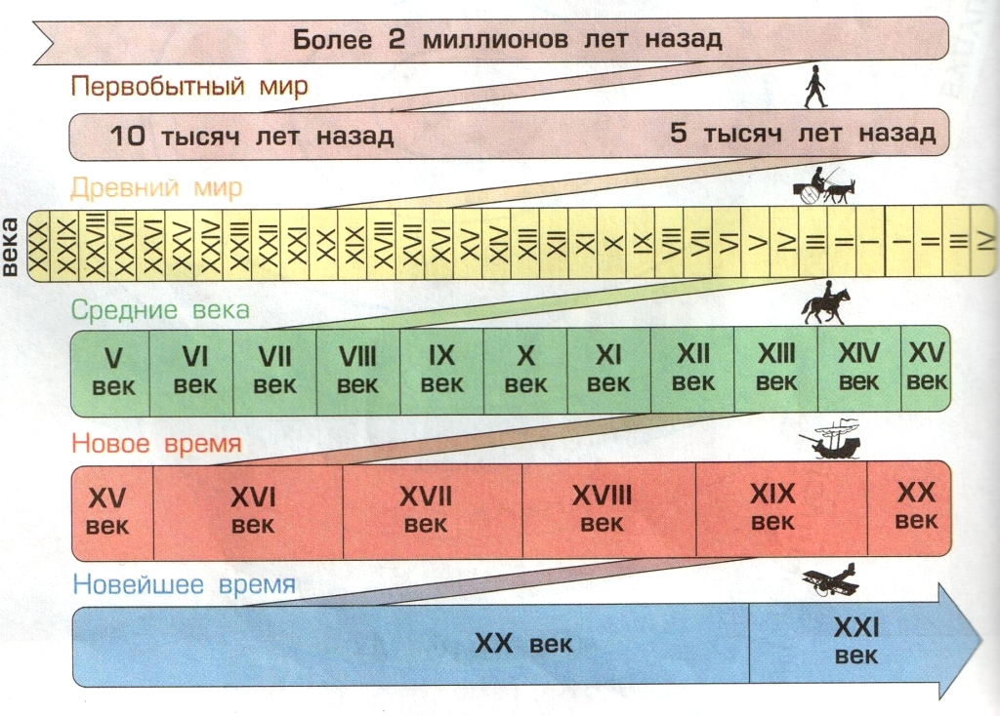 Более 2 миллионов лет назад
Первобытный мир
10 тысяч лет назад 5 тысяч лет назад
Древний мир
века
XXX XXIX XXVIII XXVII XXVI XXV XXIV XXIII XXII XXI XX XIX XVIII XVII XVI XV XIV XIII XII XI X IX VIII VII VI V IV III II I I II III IV
Средние века
V VI VII VIII IX X XI XII XIII XIV XV
век век век век век век век век век век век
Новое время
XV XVI XVII XVIII XIX XX
век век век век век век
Новейшее время
XX век XXI
век